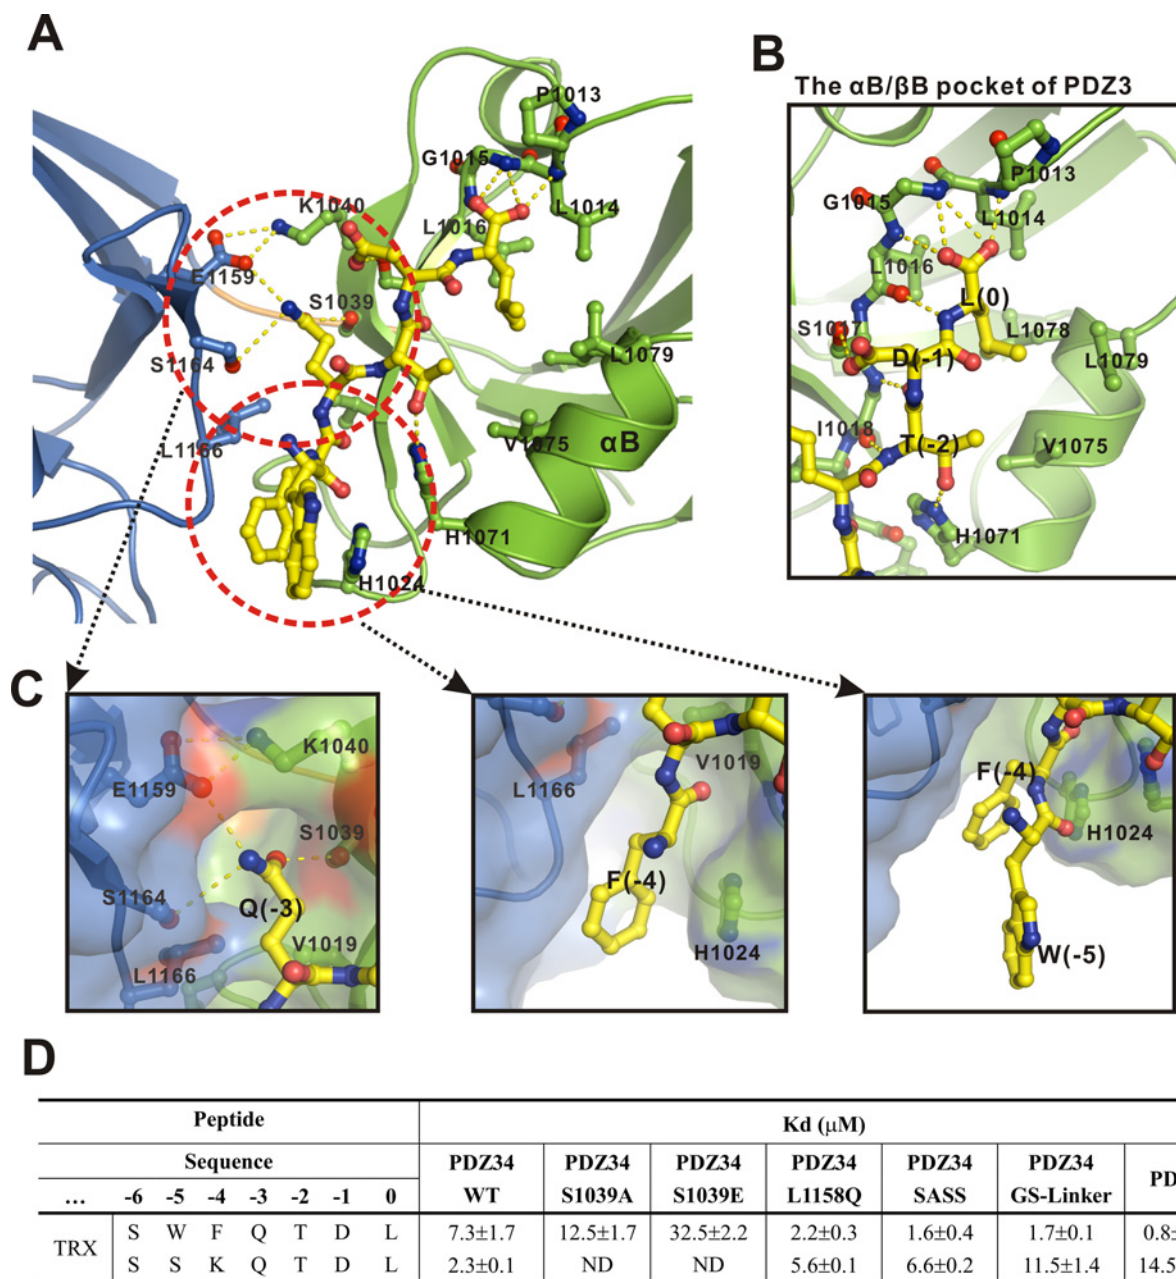 A
P1013
G1015
K1040
L1014
L1016
E1159
S1039
S1164
L1079
L1166
V1075
αB
H1071
H1024
B
The αB/βB pocket of PDZ3
P1013
G1015
L1014
L1016
L(0)
S1017
L1078
D(-1)
L1079
I1018
T(-2)
V1075
H1071
C
K1040
E1159
S1039
S1164
Q(-3)
V1019
L1166
V1019
L1166
F(-4)
H1024
F(-4)
H1024
W(-5)
D
Peptide Kd (μM)
Sequence PDZ34 PDZ34 PDZ34 PDZ34 PDZ34 PDZ34
... -6 -5 -4 -3 -2 -1 0 WT S1039A S1039E L1158Q SASS GS-Linker
TRX S W F Q T D L 7.3±1.7 12.5±1.7 32.5±2.2 2.2±0.3 1.6±0.4 1.7±0.1 0.8±
S S K Q T D L 2.3±0.1 ND ND 5.6±0.1 6.6±0.2 11.5±1.4 14.5